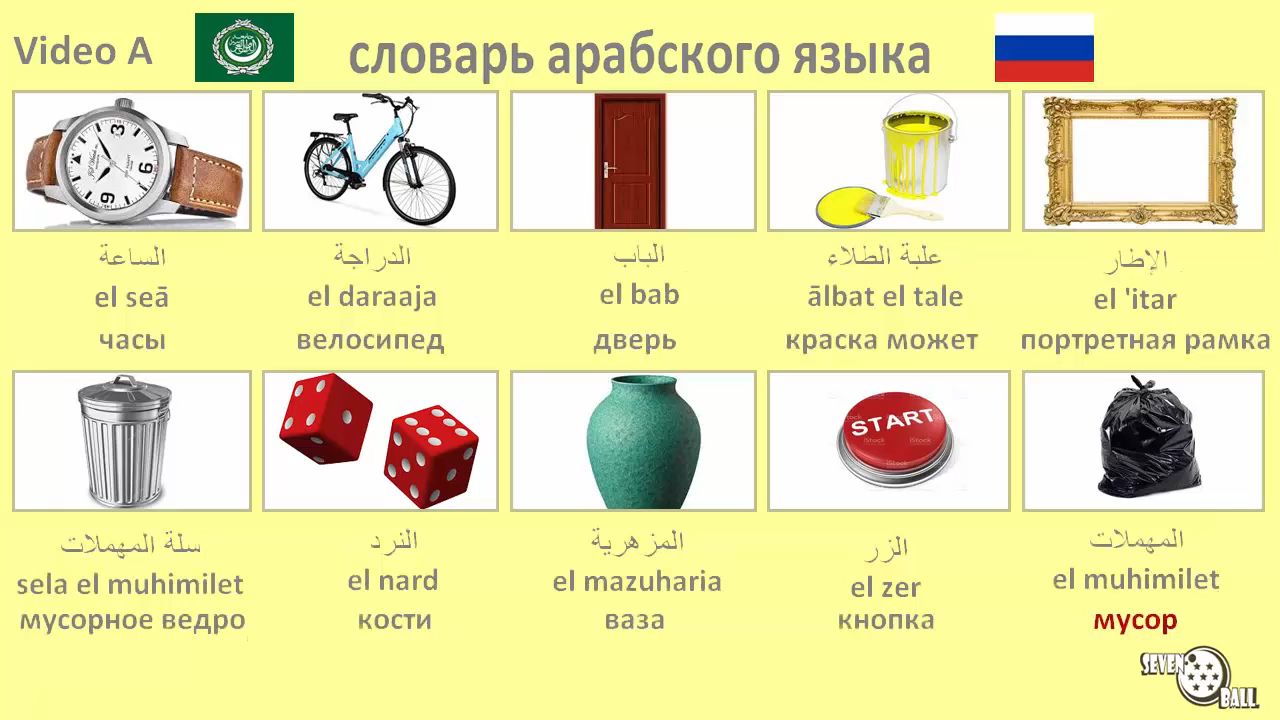 Video A
словарь арабского языка
الساعة
el seā
часы
الدراجة
el daraaja
велосипед
الباب
el bab
дверь
علبة الطلاء
ālbat el tale
краска может
الإطار
el 'itar
портретная рамка
سلة المهملات
sela el muhimilet
мусорное ведро
النرد
el nard
кости
المزهرية
el mazuharia
ваза
START
iStock
الزر
el zer
кнопка
المهملات
el muhimilet
мусор
SEVEN
BALL